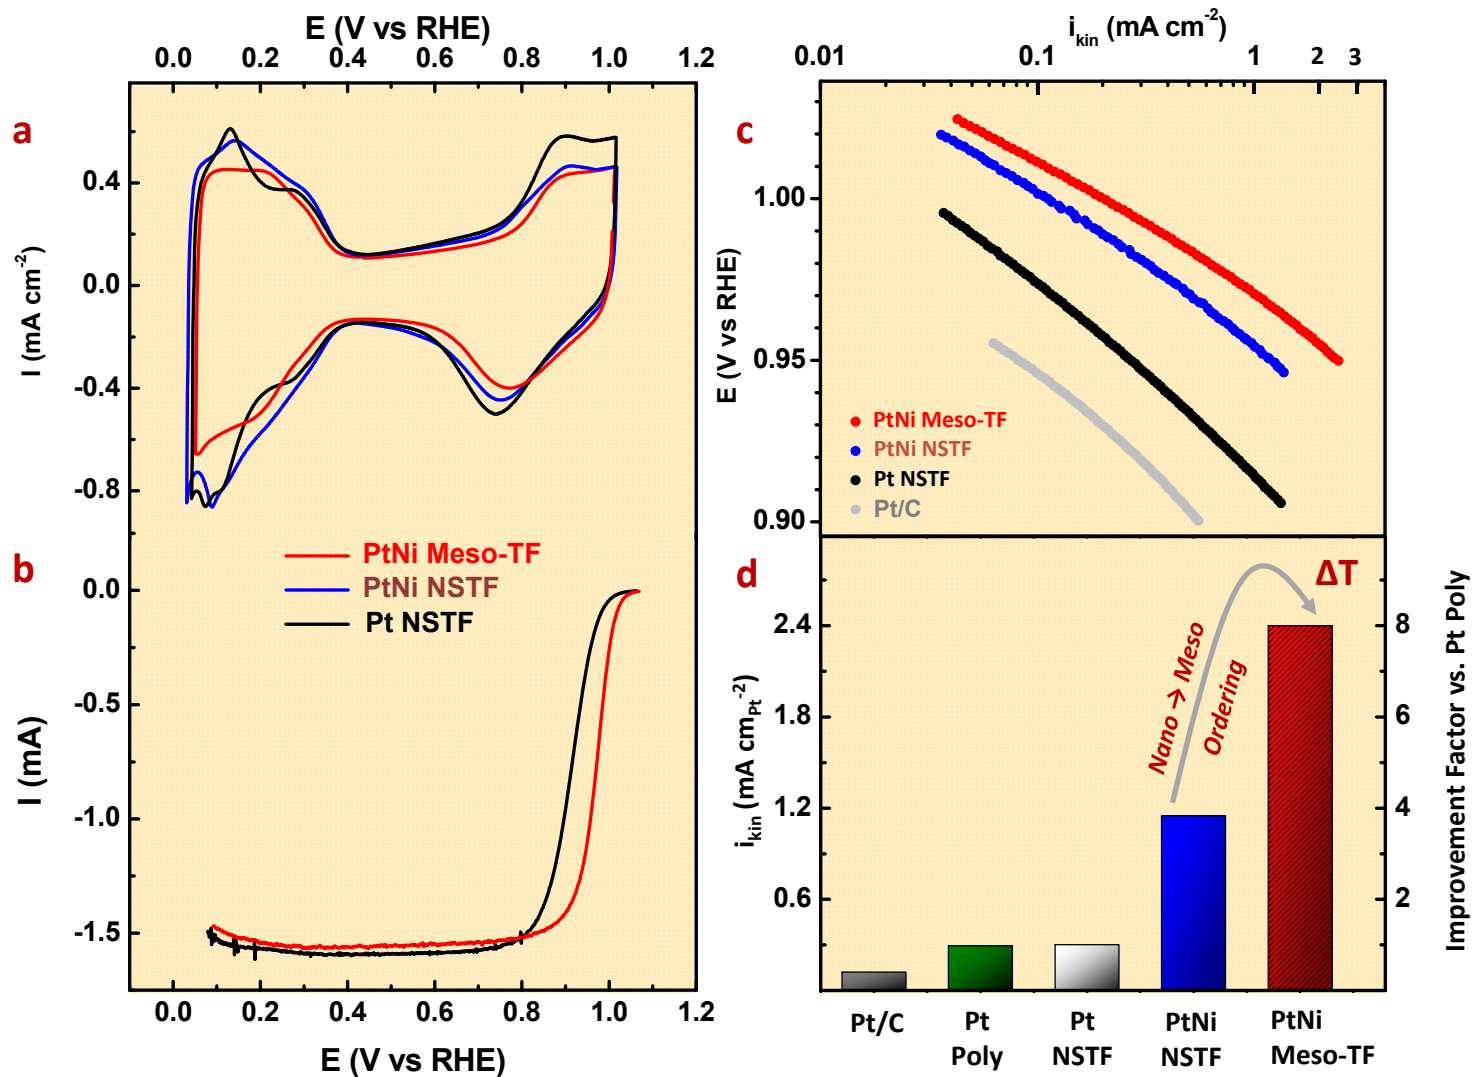 E (V vs RHE)
0.0 0.2 0.4 0.6 0.8 1.0 1.2
a
I (mA cm-2)
0.4
0.0
-0.4
-0.8
b
PtNi Meso-TF
PtNi NSTF
Pt NSTF
I (mA)
0.0
-0.5
-1.0
-1.5
0.0 0.2 0.4 0.6 0.8 1.0 1.2
E (V vs RHE)
ikin (mA cm-2)
0.01 0.1 1 2 3
c
E (V vs RHE)
1.00
0.95
0.90
PtNi Meso-TF
PtNi NSTF
Pt NSTF
Pt/C
d
ΔT
Nano → Meso
Ordering
ikin (mA cmPt-2)
2.4
1.8
1.2
0.6
8
6
4
2
Improvement Factor vs. Pt Poly
Pt/C
Pt
Poly
Pt
NSTF
PtNi
NSTF
PtNi
Meso-TF